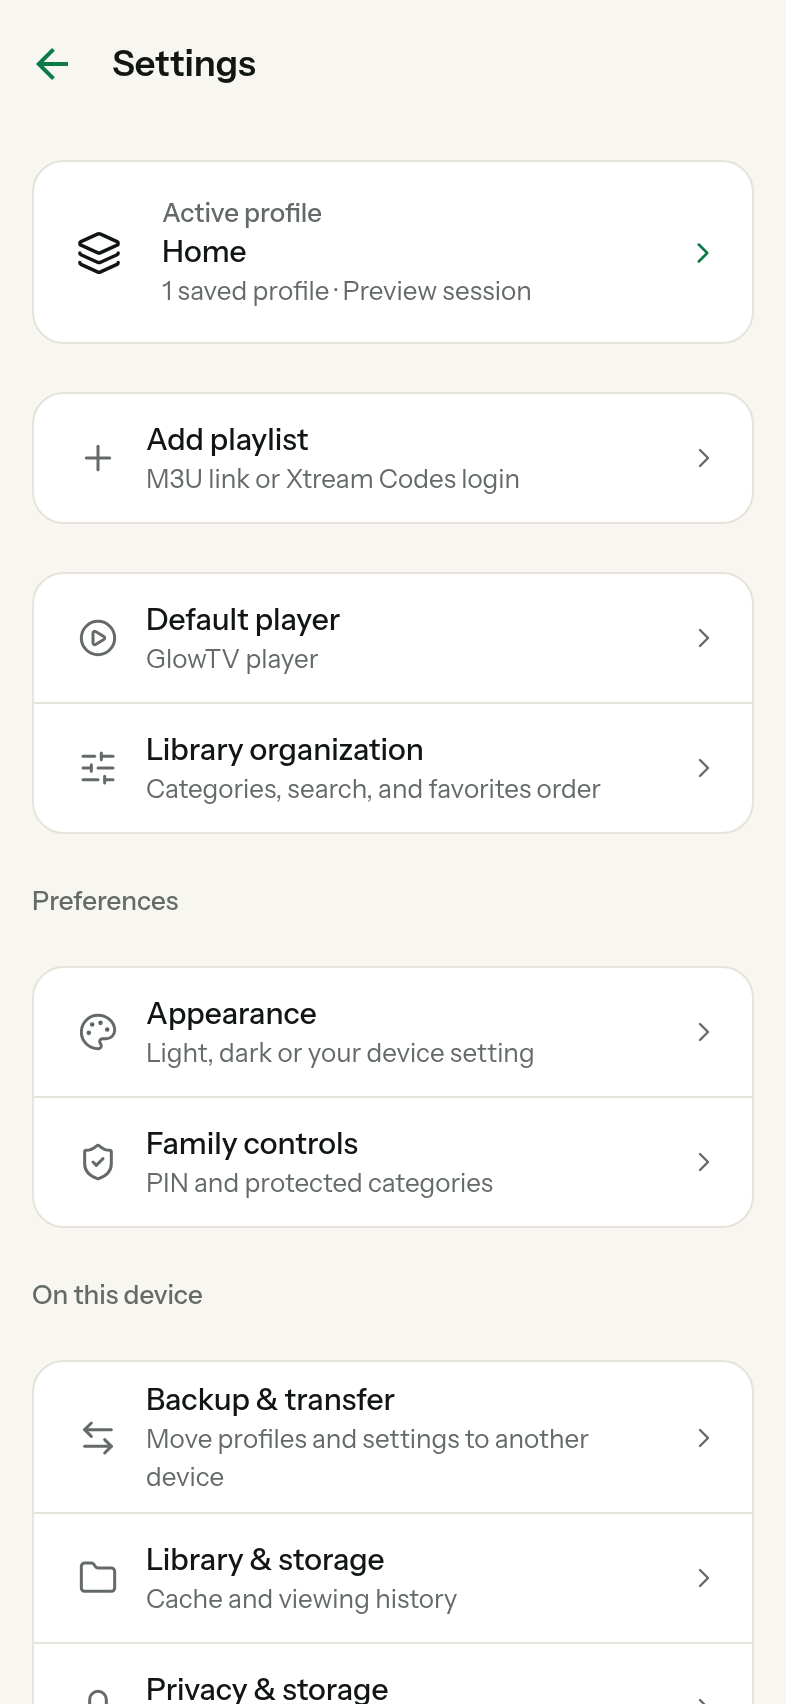 Settings
Active profile
Home
1 saved profile · Preview session
Add playlist
M3U link or Xtream Codes login
Default player
GlowTV player
Library organization
Categories, search, and favorites order
Preferences
Appearance
Light, dark or your device setting
Family controls
PIN and protected categories
On this device
Backup & transfer
Move profiles and settings to another
device
Library & storage
Cache and viewing history
Privacy & storage